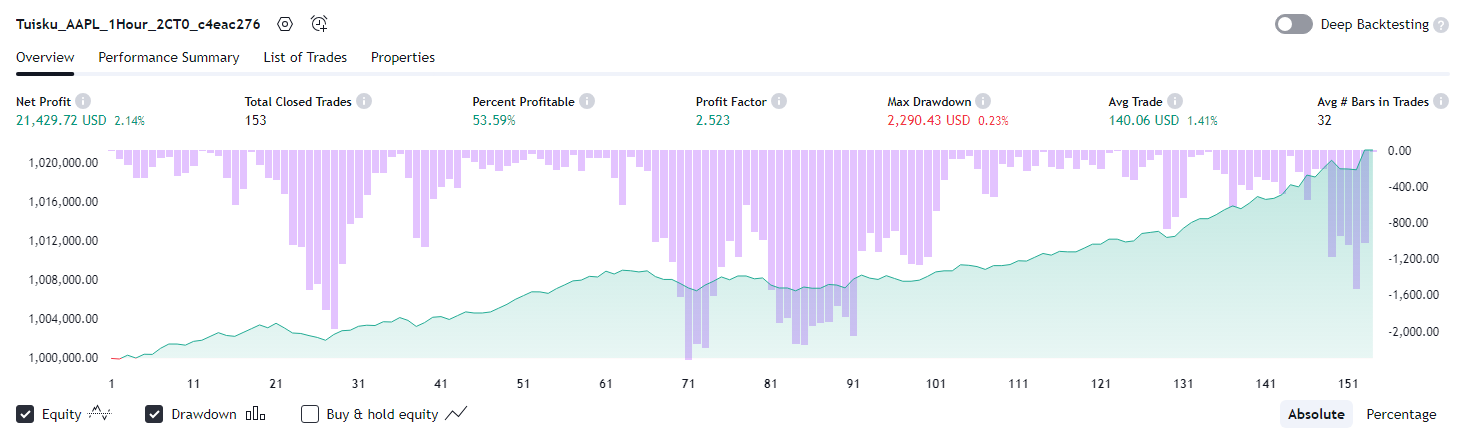 Tuisku_AAPL_1Hour_2CT0_c4eac276
Deep Backtesting
Overview Performance Summary List of Trades Properties
Net Profit Total Closed Trades Percent Profitable Profit Factor Max Drawdown Avg Trade Avg # Bars in Trades
21,429.72 USD 2.14% 153 53.59% 2.523 2,290.43 USD 0.23% 140.06 USD 1.41% 32
1,020,000.00 0.00
1,016,000.00 -400.00
1,012,000.00 -800.00
1,008,000.00 -1,200.00
1,004,000.00 -1,600.00
1,000,000.00 -2,000.00
1 11 21 31 41 51 61 71 81 91 101 111 121 131 141 151
Equity Drawdown Buy & hold equity Absolute Percentage